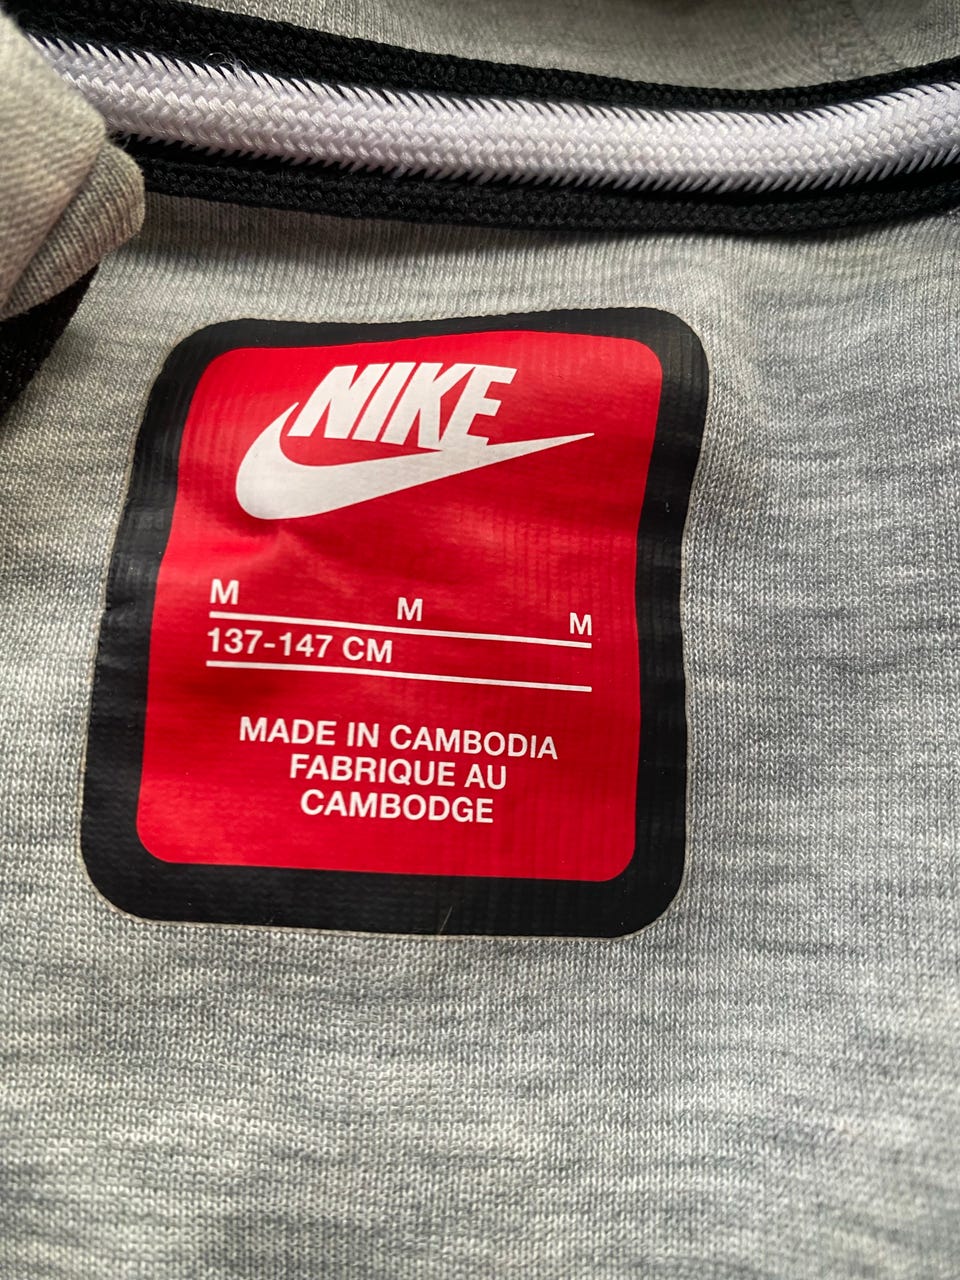 NIKE
M M M
137-147 CM
MADE IN CAMBODIA
FABRIQUE AU
CAMBODGE